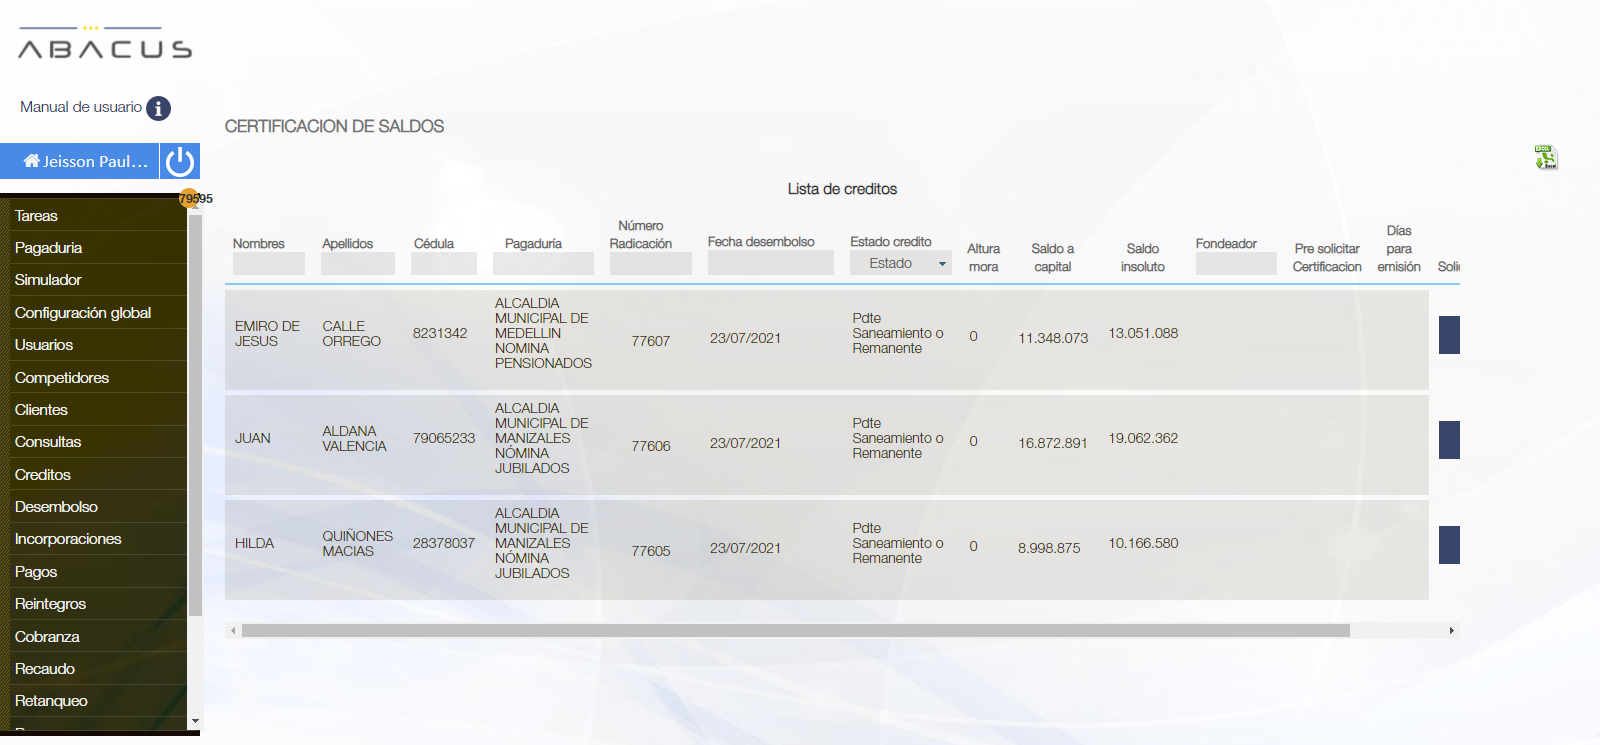 ABACUS
Manual de usuario
Jeisson Paul...
79595
Tareas
Pagaduria
Simulador
Configuración global
Usuarios
Competidores
Clientes
Consultas
Creditos
Desembolso
Incorporaciones
Pagos
Reintegros
Cobranza
Recaudo
Retanqueo
CERTIFICACION DE SALDOS
Lista de creditos
Nombres
Apellidos
Cédula
Pagaduría
Número
Radicación
Fecha desembolso
Estado credito
Estado
Altura
mora
Saldo a
capital
Saldo
insoluto
Fondeador
Pre solicitar
Certificacion
Días
para
emisión
EMIRO DE
JESUS
CALLE
ORREGO
8231342
ALCALDIA
MUNICIPAL DE
MEDELLIN
NOMINA
PENSIONADOS
77607
23/07/2021
Pdte
Saneamiento o
Remanente
0
11.348.073
13.051.088
JUAN
ALDANA
VALENCIA
79065233
ALCALDIA
MUNICIPAL DE
MANIZALES
NÓMINA
JUBILADOS
77606
23/07/2021
Pdte
Saneamiento o
Remanente
0
16.872.891
19.062.362
HILDA
QUIÑONES
MACIAS
28378037
ALCALDIA
MUNICIPAL DE
MANIZALES
NÓMINA
JUBILADOS
77605
23/07/2021
Pdte
Saneamiento o
Remanente
0
8.998.875
10.166.580